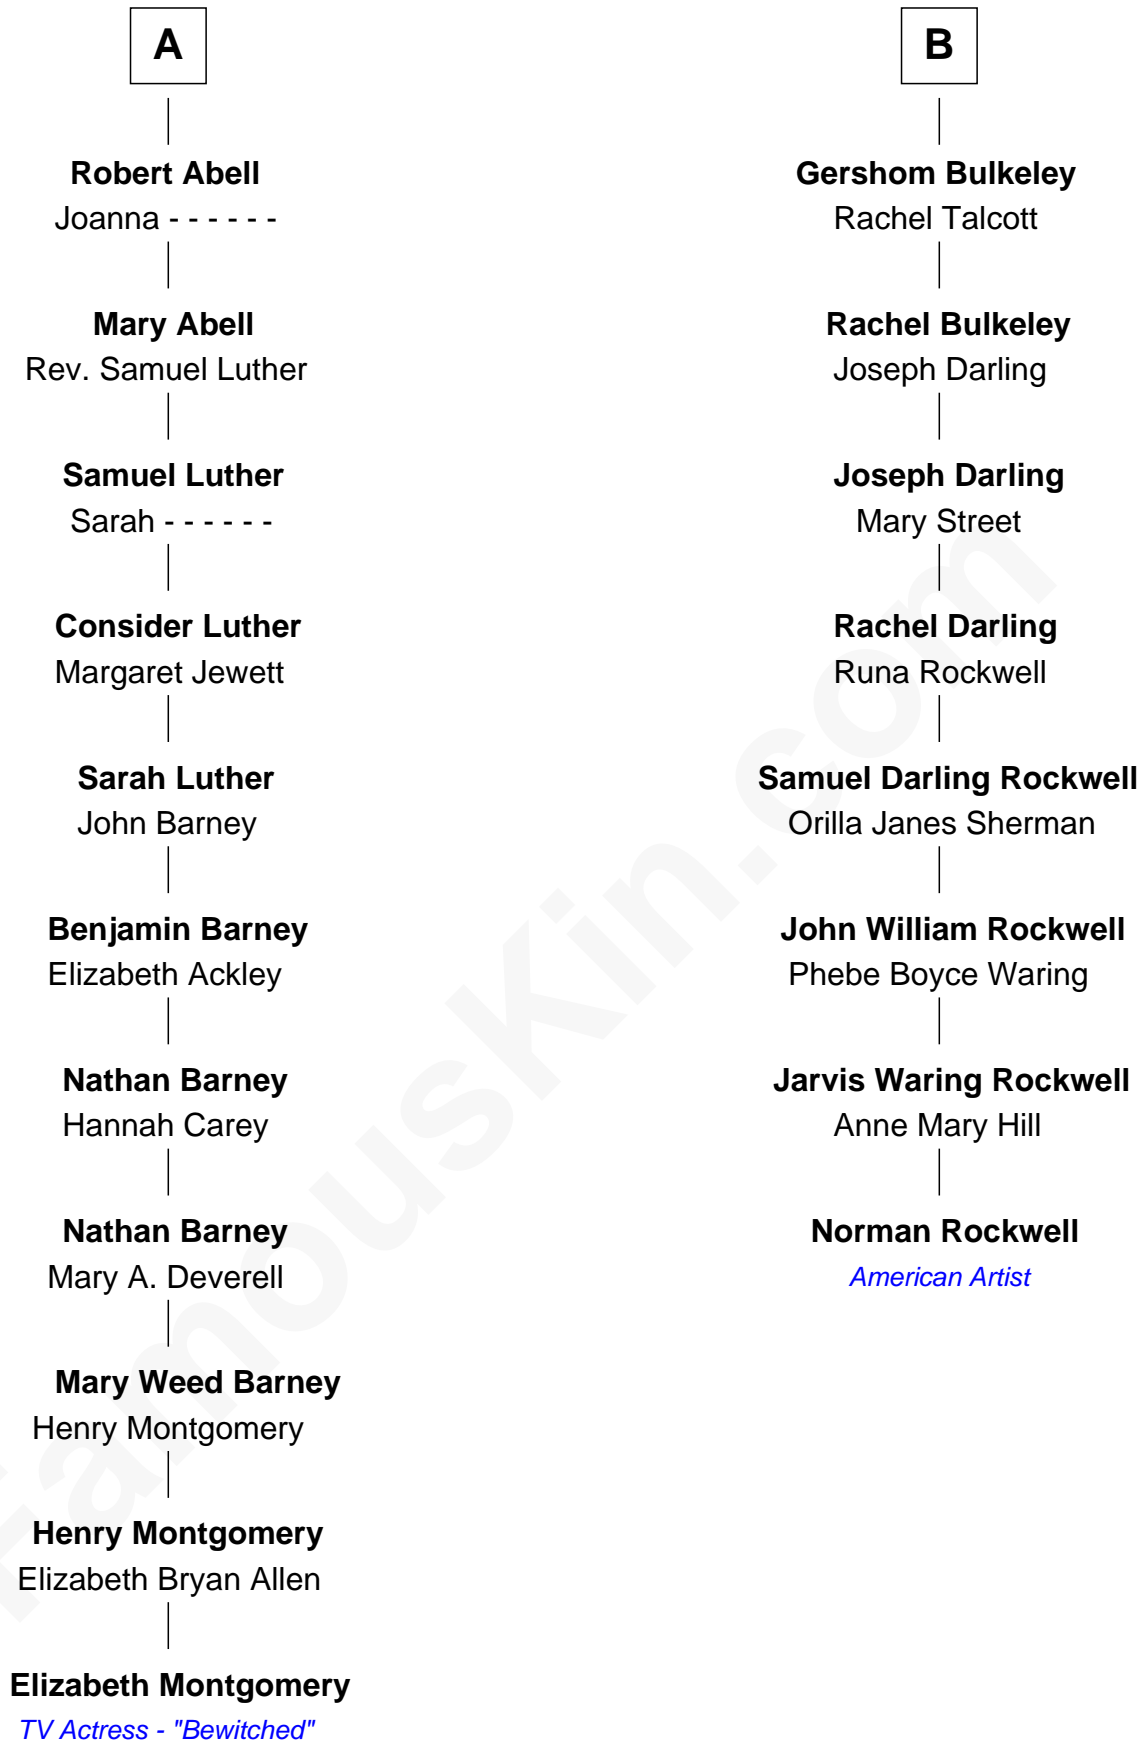 A
Robert Abell
Joanna - - - - - -
Mary Abell
Rev. Samuel Luther
Samuel Luther
Sarah - - - - - -
Consider Luther
Margaret Jewett
Sarah Luther
John Barney
Benjamin Barney
Elizabeth Ackley
Nathan Barney
Hannah Carey
Nathan Barney
Mary A. Deverell
Mary Weed Barney
Henry Montgomery
Henry Montgomery
Elizabeth Bryan Allen
Elizabeth Montgomery
TV Actress - "Bewitched"
B
Gershom Bulkeley
Rachel Talcott
Rachel Bulkeley
Joseph Darling
Joseph Darling
Mary Street
Rachel Darling
Runa Rockwell
Samuel Darling Rockwell
Orilla Janes Sherman
John William Rockwell
Phebe Boyce Waring
Jarvis Waring Rockwell
Anne Mary Hill
Norman Rockwell
American Artist
FamousKin.com